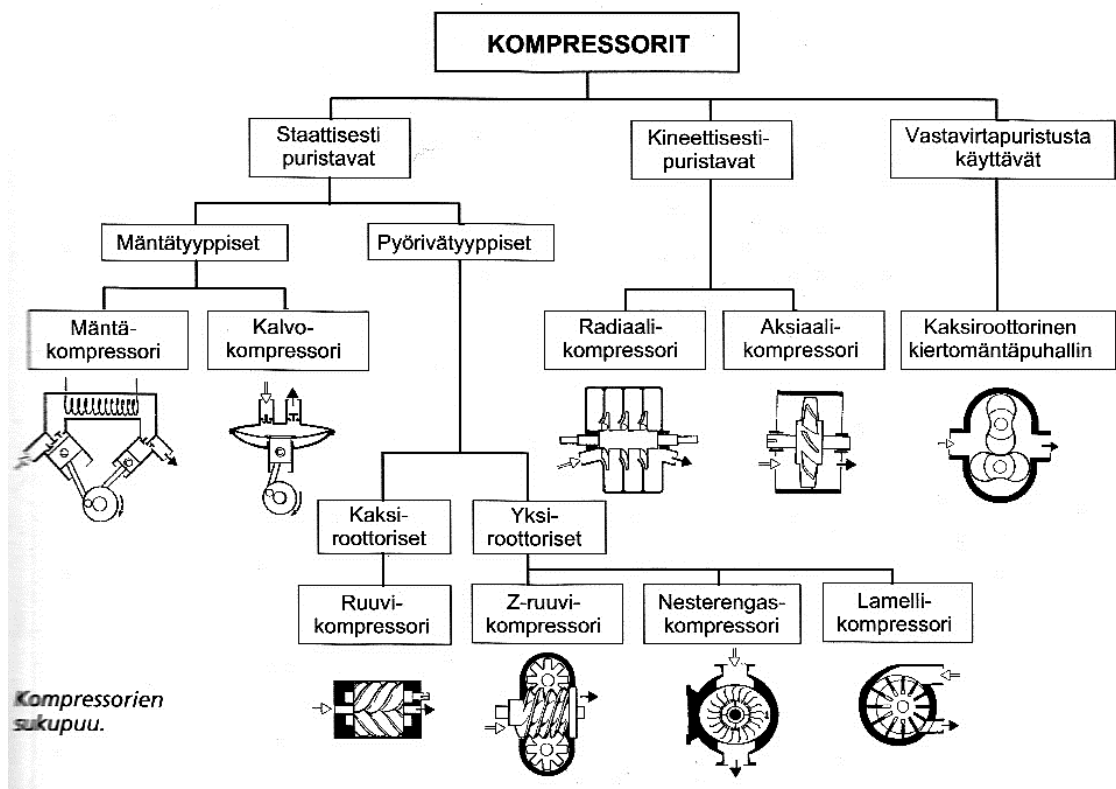 KOMPRESSORIT
Staattisesti
puristavat
Kineettisesti-
puristavat
Vastavirtapuristusta
käyttävät
Mäntätyyppiset
Pyörivätyyppiset
Mäntä-
kompressori
Kalvo-
kompressori
Radiaali-
kompressori
Aksiaali-
kompressori
Kaksiroottorinen
kiertomäntäpuhallin
Kaksi-
roottoriset
Yksi-
roottoriset
Ruuvi-
kompressori
Z-ruuvi-
kompressori
Nesterengas-
kompressori
Lamelli-
kompressori
Kompressorien
sukupuu.